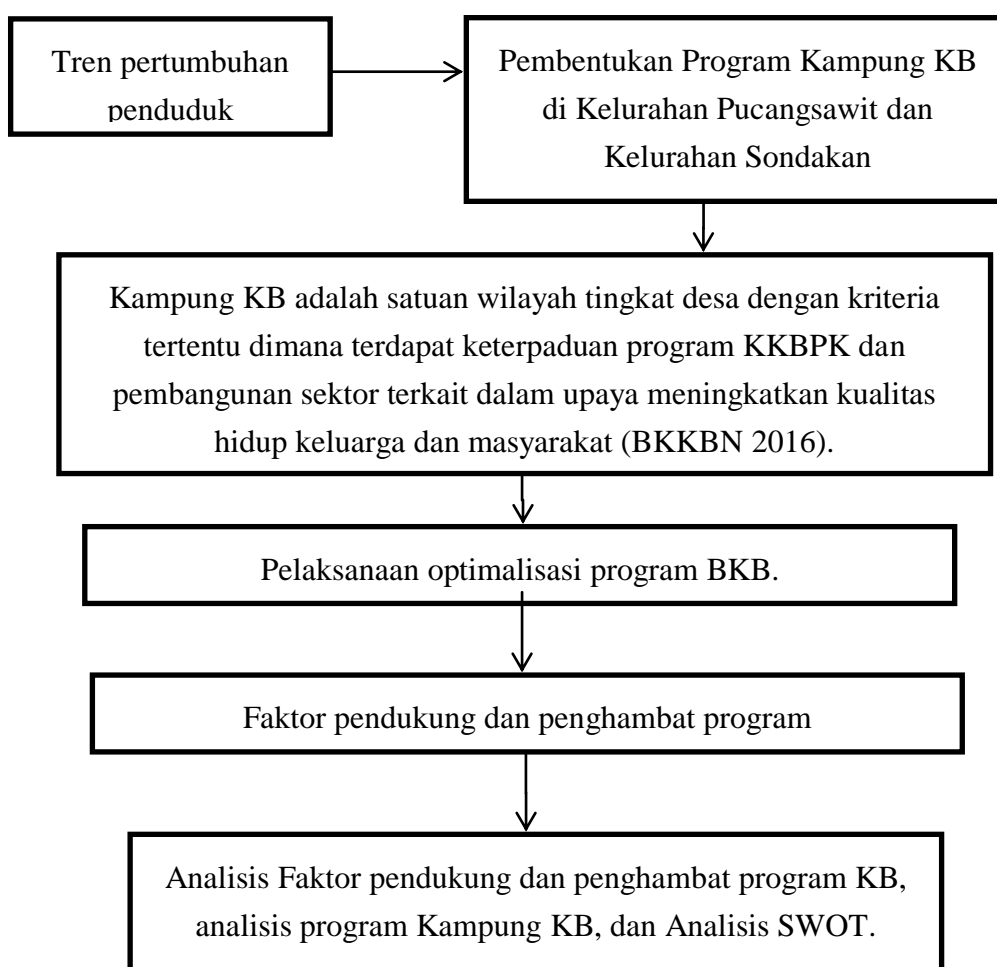 Tren pertumbuhan
penduduk
Pembentukan Program Kampung KB
di Kelurahan Pucangsawit dan
Kelurahan Sondakan
Kampung KB adalah satuan wilayah tingkat desa dengan kriteria
tertentu dimana terdapat keterpaduan program KKBPK dan
pembangunan sektor terkait dalam upaya meningkatkan kualitas
hidup keluarga dan masyarakat (BKKBN 2016).
Pelaksanaan optimalisasi program BKB.
Faktor pendukung dan penghambat program
Analisis Faktor pendukung dan penghambat program KB,
analisis program Kampung KB, dan Analisis SWOT.